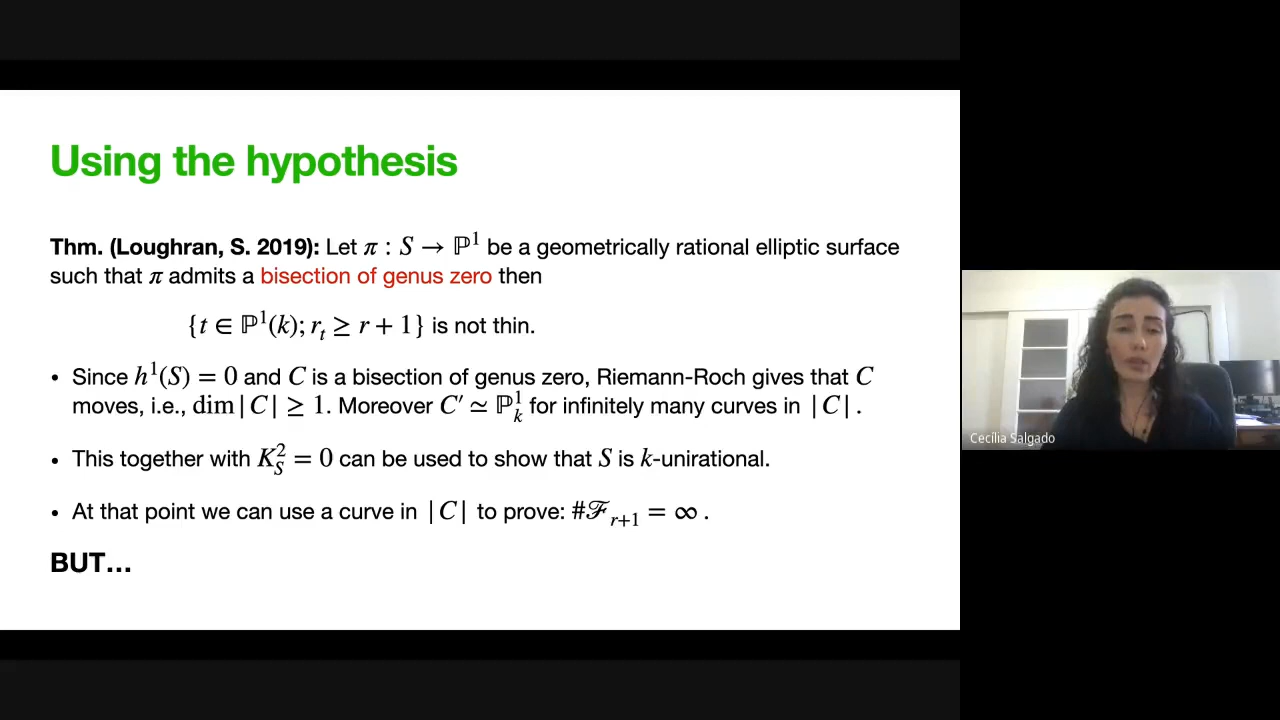 Using the hypothesis
Thm. (Loughran, S. 2019): Let π : S → ℙ¹ be a geometrically rational elliptic surface
such that π admits a bisection of genus zero then
{t ∈ ℙ¹(k); rₜ ≥ r + 1} is not thin.
• Since h¹(S) = 0 and C is a bisection of genus zero, Riemann-Roch gives that C
moves, i.e., dim|C| ≥ 1. Moreover C′ ≃ ℙ¹ₖ for infinitely many curves in |C|.
• This together with K²_S = 0 can be used to show that S is k-unirational.
• At that point we can use a curve in |C| to prove: #ℱ_{r+1} = ∞.
BUT...
Cecília Salgado